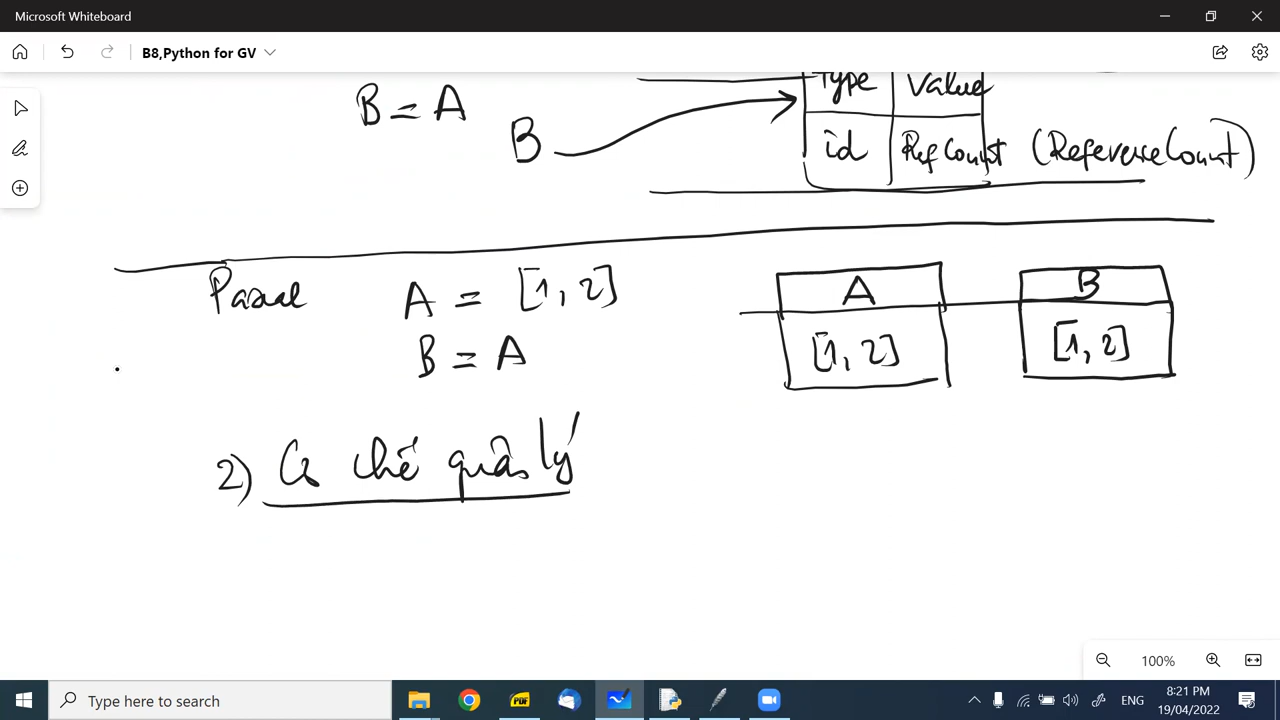 Microsoft Whiteboard
B8,Python for GV
B = A
B
Type Value
id RefCount (ReferenceCount)
Pascal A = [1, 2]
B = A
A
[1, 2]
B
[1, 2]
2) Cơ chế quản lý
100%
Type here to search
PDF
ENG
8:21 PM
19/04/2022